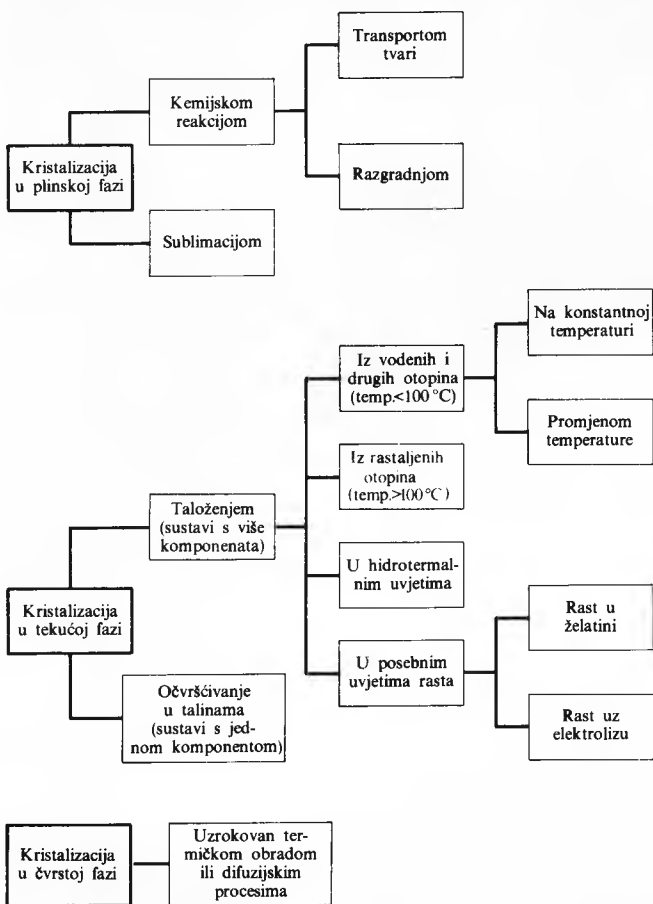 Transportom
tvari
Kemijskom
reakcijom
Kristalizacija
u plinskoj fazi
Razgradnjom
Sublimacijom
Na konstantnoj
temperaturi
Iz vodenih i
drugih otopina
(temp.<100 °C)
Promjenom
temperature
Iz rastaljenih
otopina
(temp.>100 °C)
Taloženjem
(sustavi s više
komponenata)
U hidrotermal-
nim uvjetima
Kristalizacija
u tekućoj fazi
Rast u
želatini
U posebnim
uvjetima rasta
Očvršćivanje
u talinama
(sustavi s jed-
nom komponentom)
Rast uz
elektrolizu
Kristalizacija
u čvrstoj fazi
Uzrokovan ter-
mičkom obradom
ili difuzijskim
procesima